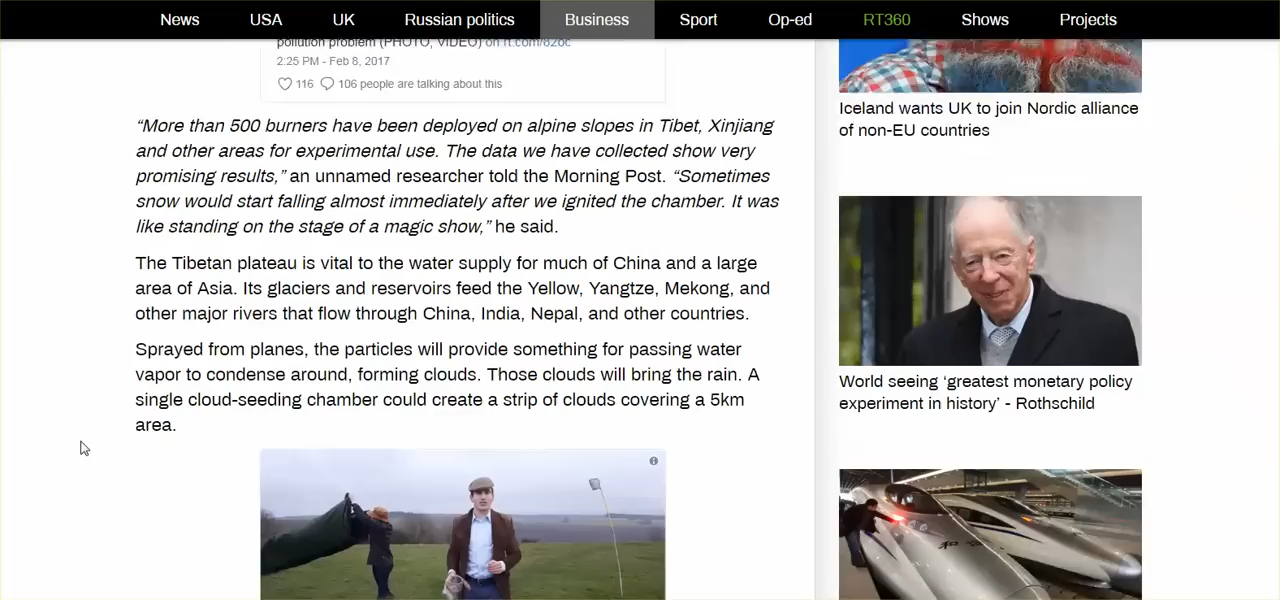 News USA UK Russian politics Business Sport Op-ed RT360 Shows Projects
pollution problem (PHOTO, VIDEO) on rt.com/82oc
2:25 PM - Feb 8, 2017
116 106 people are talking about this
“More than 500 burners have been deployed on alpine slopes in Tibet, Xinjiang
and other areas for experimental use. The data we have collected show very
promising results,” an unnamed researcher told the Morning Post. “Sometimes
snow would start falling almost immediately after we ignited the chamber. It was
like standing on the stage of a magic show,” he said.
The Tibetan plateau is vital to the water supply for much of China and a large
area of Asia. Its glaciers and reservoirs feed the Yellow, Yangtze, Mekong, and
other major rivers that flow through China, India, Nepal, and other countries.
Sprayed from planes, the particles will provide something for passing water
vapor to condense around, forming clouds. Those clouds will bring the rain. A
single cloud-seeding chamber could create a strip of clouds covering a 5km
area.
Iceland wants UK to join Nordic alliance
of non-EU countries
World seeing ‘greatest monetary policy
experiment in history’ - Rothschild